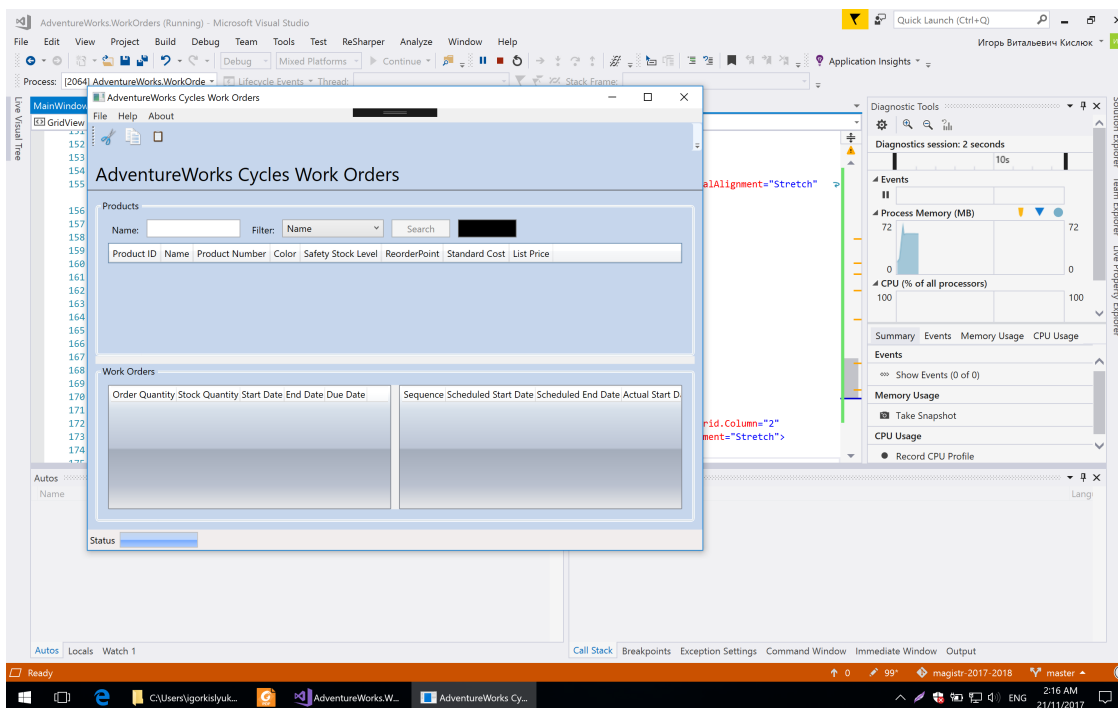 AdventureWorks.WorkOrders (Running) - Microsoft Visual Studio
Quick Launch (Ctrl+Q)
File Edit View Project Build Debug Team Tools Test ReSharper Analyze Window Help
Игорь Витальевич Кислюк
Debug Mixed Platforms Continue Application Insights
Process: [2064] AdventureWorks.WorkOrde Lifecycle Events Thread: Stack Frame:
Live Visual Tree
MainWindow
GridView
151
152
153
154
155
156
157
158
159
160
161
162
163
164
165
166
167
168
169
170
171
172
173
174
175
alAlignment="Stretch"
rid.Column="2"
ment="Stretch">
AdventureWorks Cycles Work Orders
File Help About
AdventureWorks Cycles Work Orders
Products
Name: Filter: Name Search
Product ID Name Product Number Color Safety Stock Level ReorderPoint Standard Cost List Price
Work Orders
Order Quantity Stock Quantity Start Date End Date Due Date
Sequence Scheduled Start Date Scheduled End Date Actual Start D
Status
Diagnostic Tools
Diagnostics session: 2 seconds
10s
Events
Process Memory (MB)
72 72
0 0
CPU (% of all processors)
100 100
Summary Events Memory Usage CPU Usage
Events
Show Events (0 of 0)
Memory Usage
Take Snapshot
CPU Usage
Record CPU Profile
Solution Explorer
Team Explorer
Live Property Explorer
Autos
Name
Lang
Autos Locals Watch 1
Call Stack Breakpoints Exception Settings Command Window Immediate Window Output
Ready
0 99* magistr-2017-2018 master
C:\Users\igorkislyuk... AdventureWorks.W... AdventureWorks Cy...
ENG
2:16 AM
21/11/2017